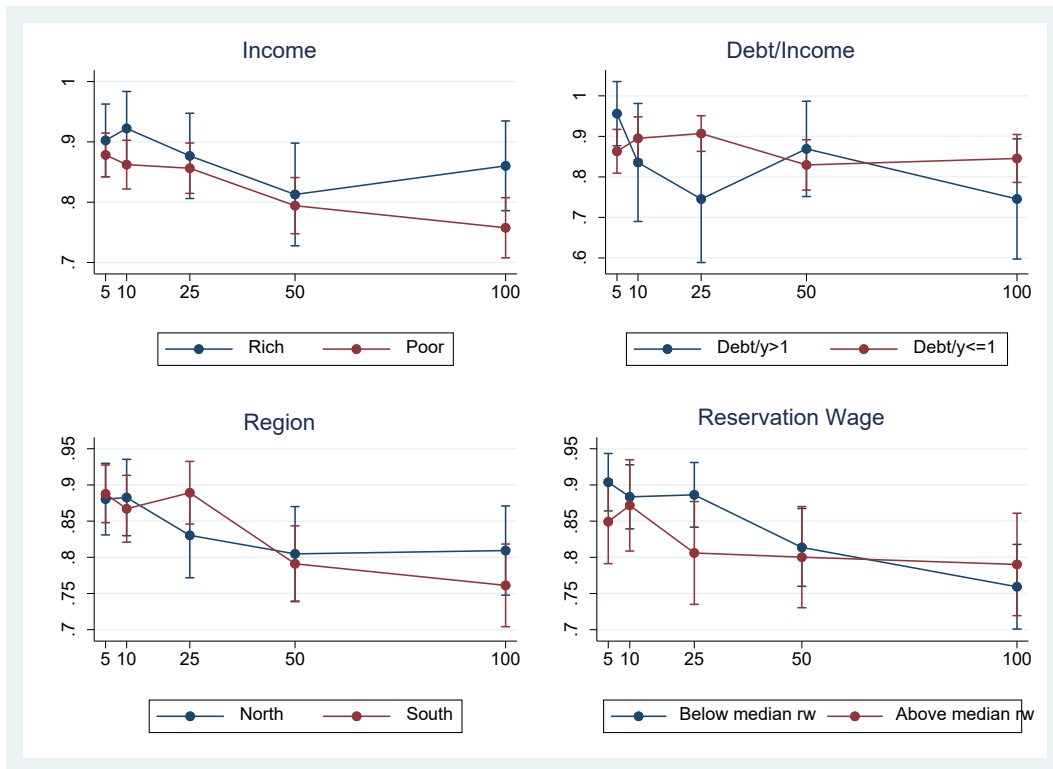 Income
1
.9
.8
.7
5 10 25 50 100
Rich Poor
Debt/Income
1
.9
.8
.7
.6
5 10 25 50 100
Debt/y>1 Debt/y<=1
Region
.95
.9
.85
.8
.75
.7
5 10 25 50 100
North South
Reservation Wage
.95
.9
.85
.8
.75
.7
5 10 25 50 100
Below median rw Above median rw